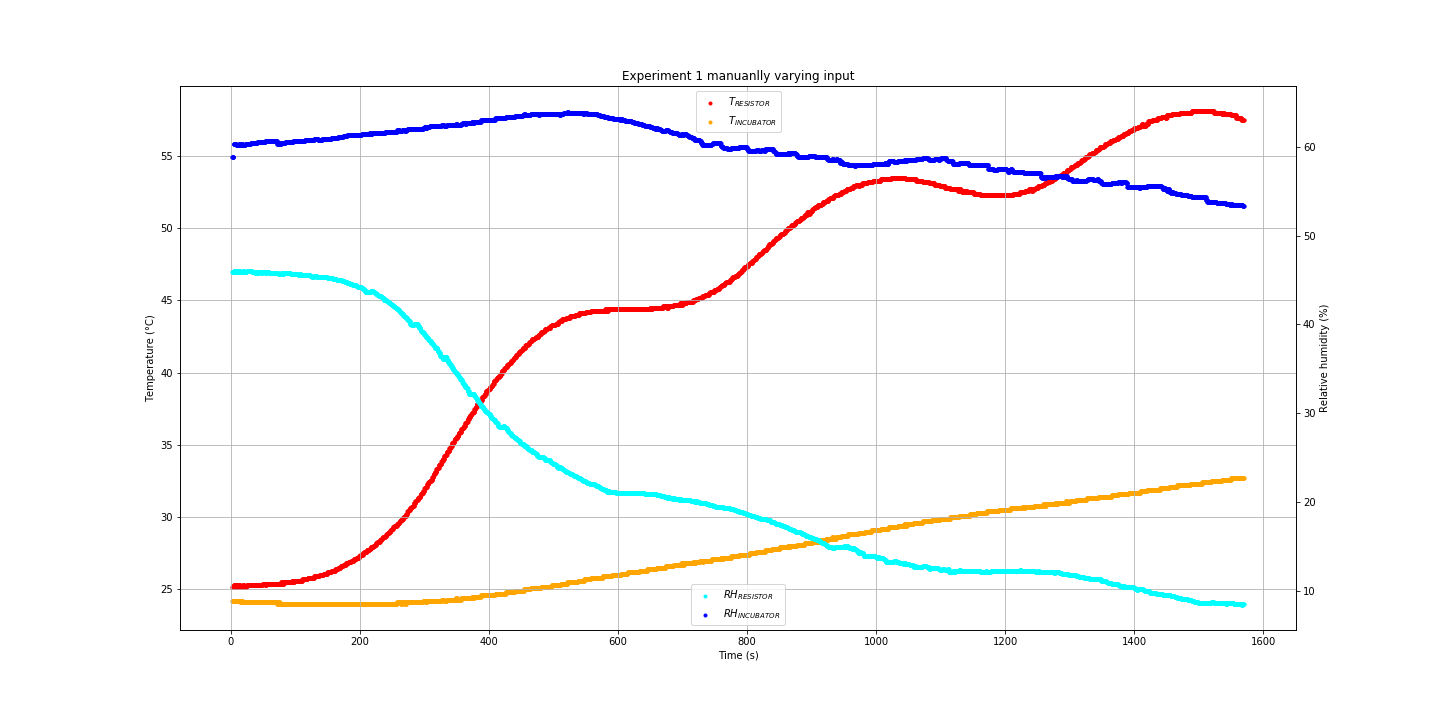 Experiment 1 manuanlly varying input
T_RESISTOR
T_INCUBATOR
55
50
45
40
35
30
25
Temperature (°C)
60
50
40
30
20
10
Relative humidity (%)
RH_RESISTOR
RH_INCUBATOR
0 200 400 600 800 1000 1200 1400 1600
Time (s)